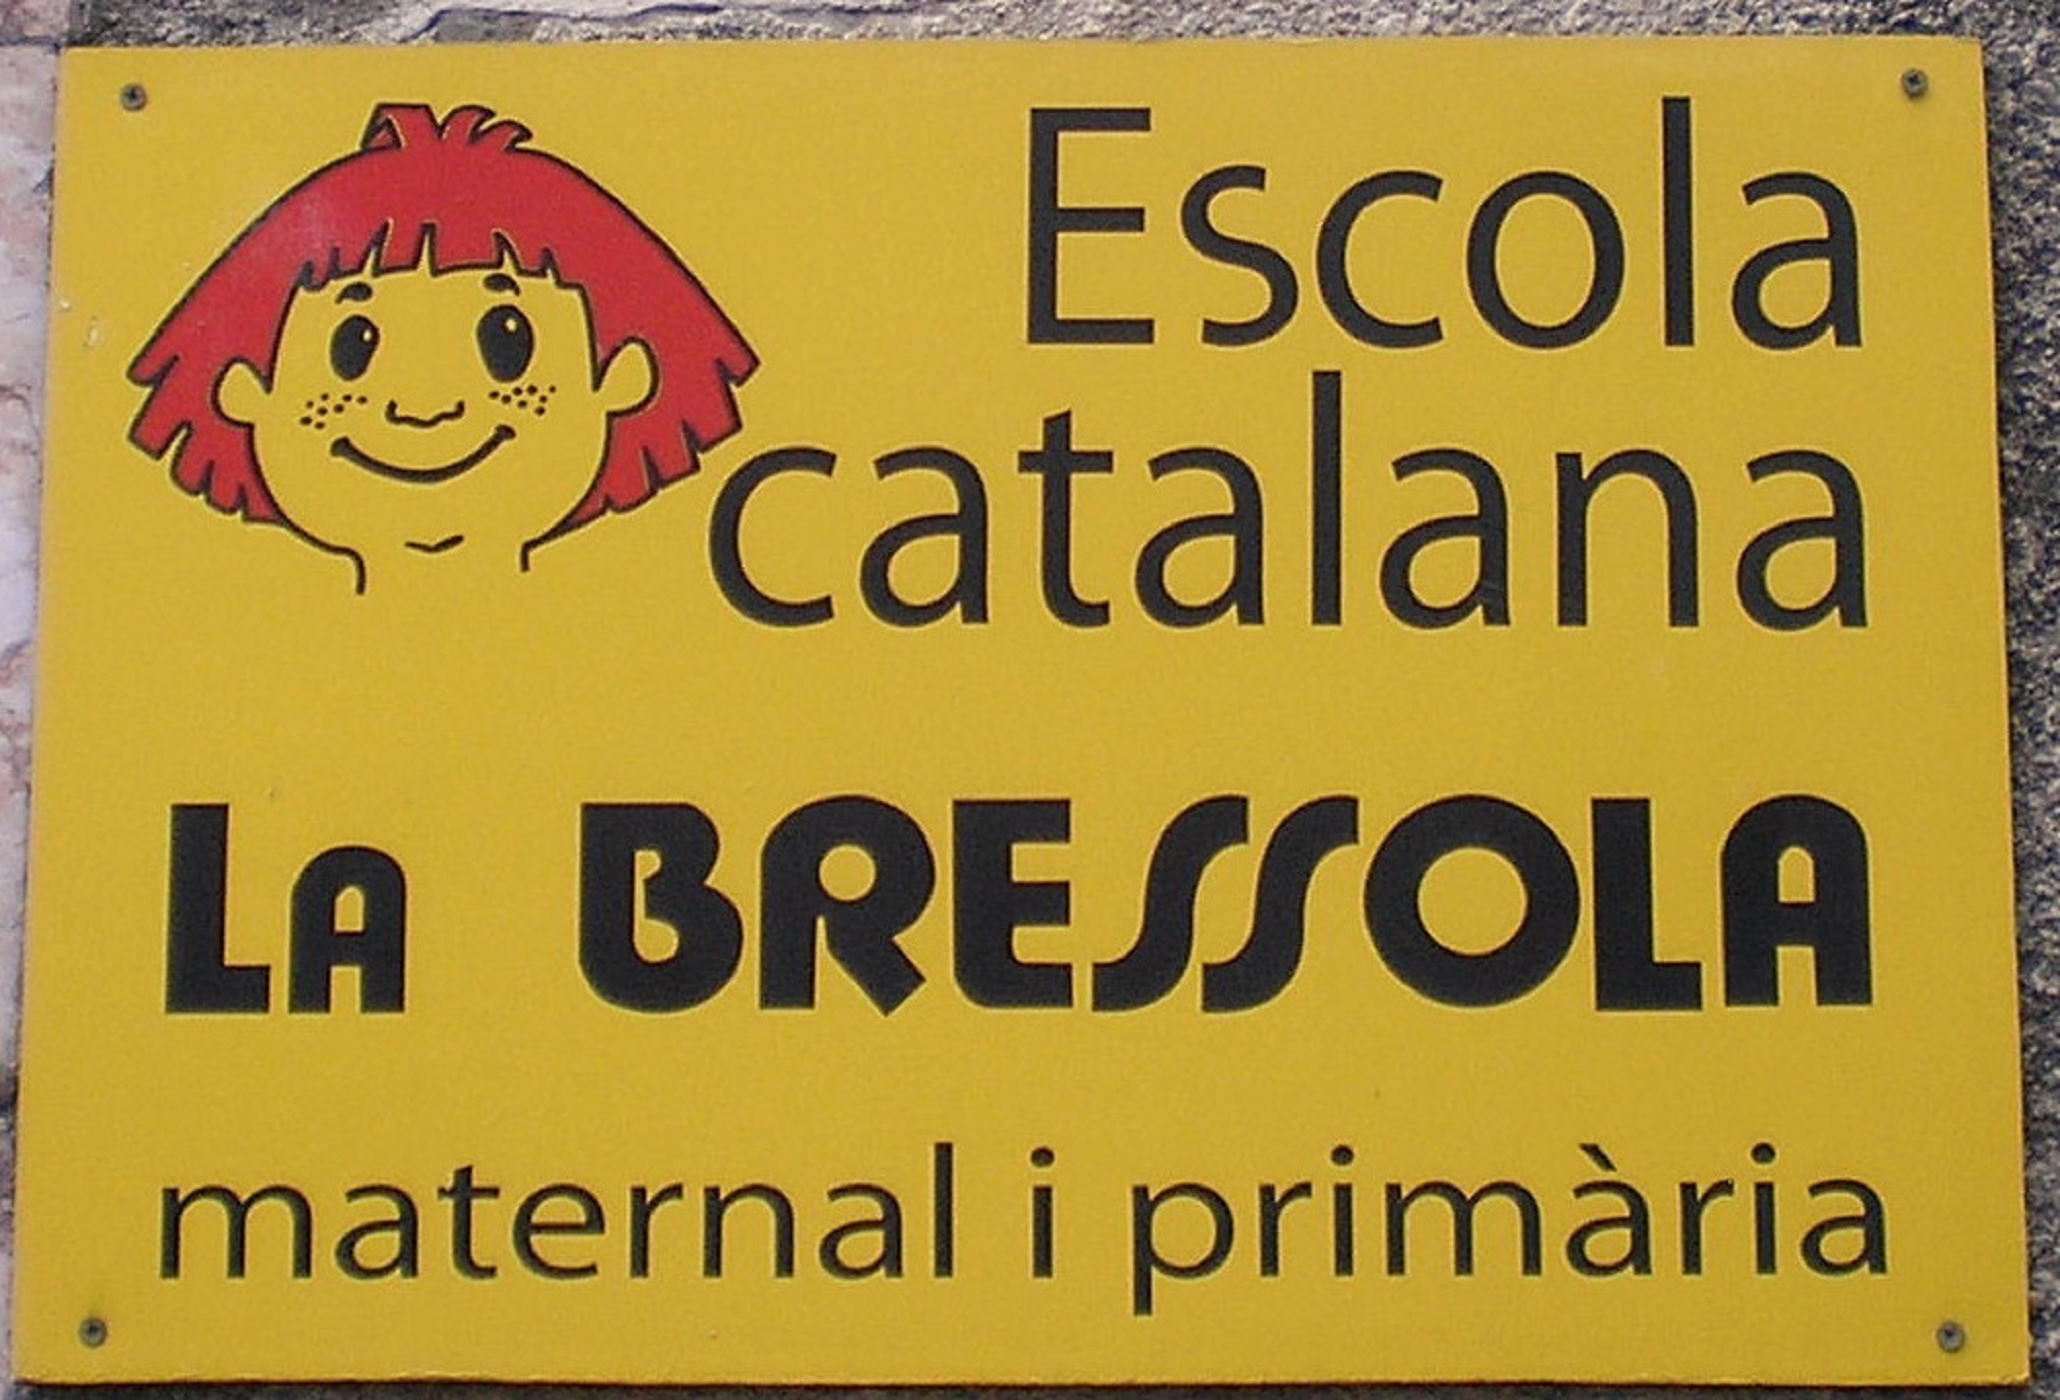 Escola
catalana
LA BRESSOLA
maternal i primària